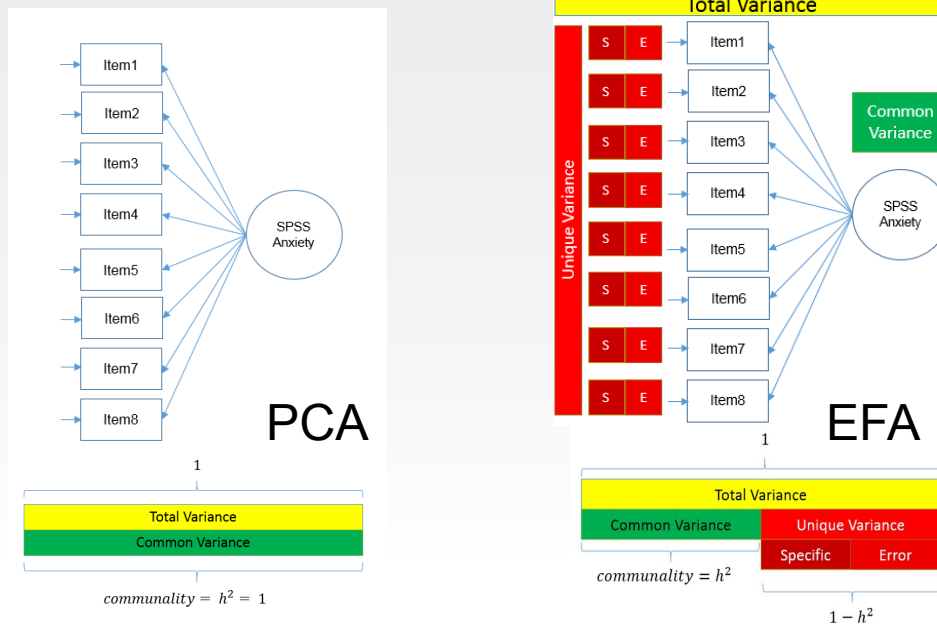 Item1
Item2
Item3
Item4
Item5
Item6
Item7
Item8
SPSS
Anxiety
PCA
1
Total Variance
Common Variance
communality = h² = 1
Total Variance
Unique Variance
S E Item1
S E Item2
S E Item3
S E Item4
S E Item5
S E Item6
S E Item7
S E Item8
Common
Variance
SPSS
Anxiety
EFA
1
Total Variance
Common Variance Unique Variance
Specific Error
communality = h²
1 − h²